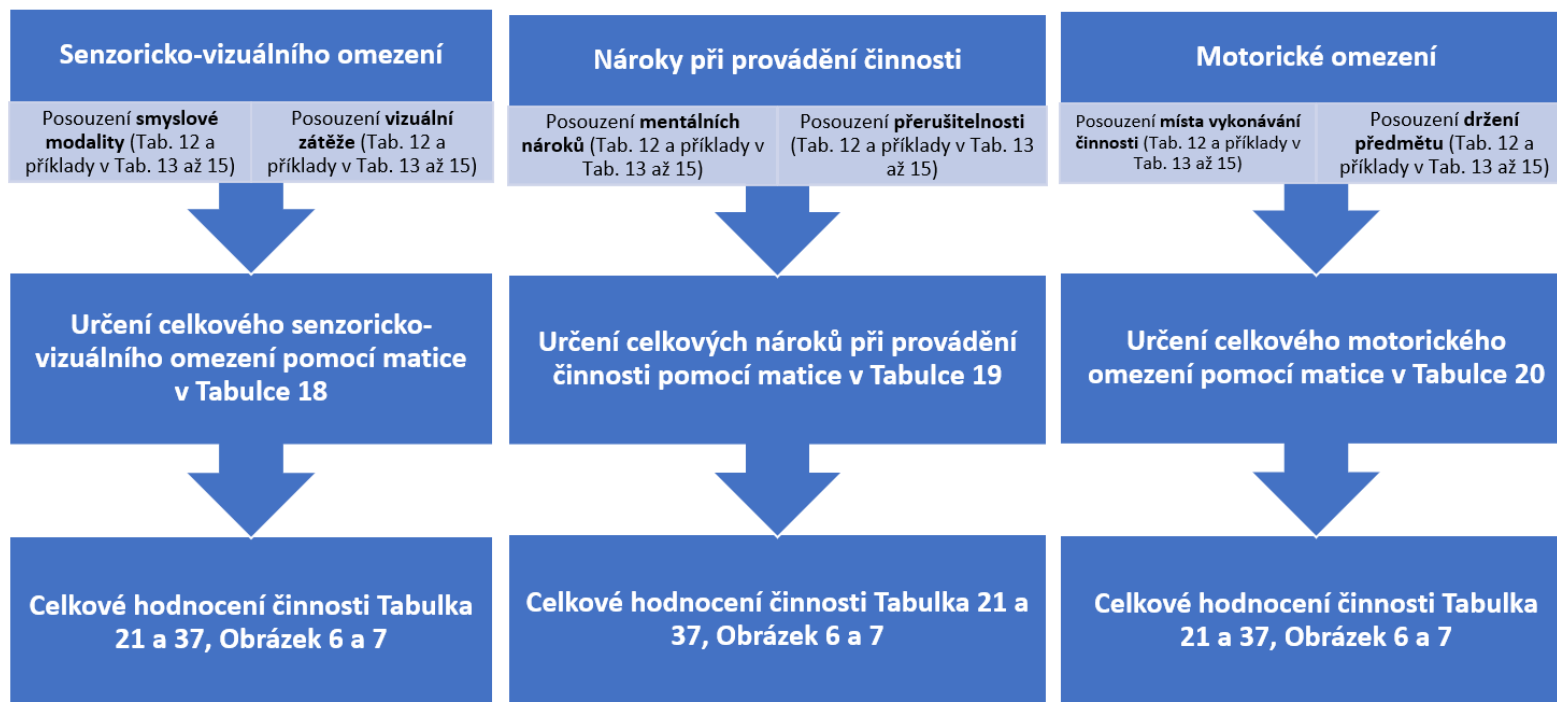 Senzoricko-vizuálního omezení
Posouzení smyslové
modality (Tab. 12 a
příklady v Tab. 13 až 15)
Posouzení vizuální
zátěže (Tab. 12 a
příklady v Tab. 13 až 15)
Určení celkového senzoricko-
vizuálního omezení pomocí matice
v Tabulce 18
Celkové hodnocení činnosti Tabulka
21 a 37, Obrázek 6 a 7
Nároky při provádění činnosti
Posouzení mentálních
nároků (Tab. 12 a příklady v
Tab. 13 až 15)
Posouzení přerušitelnosti
(Tab. 12 a příklady v Tab. 13
až 15)
Určení celkových nároků při provádění
činnosti pomocí matice v Tabulce 19
Celkové hodnocení činnosti Tabulka 21 a
37, Obrázek 6 a 7
Motorické omezení
Posouzení místa vykonávání
činnosti (Tab. 12 a příklady v
Tab. 13 až 15)
Posouzení držení
předmětu (Tab. 12 a
příklady v Tab. 13 až 15)
Určení celkového motorického
omezení pomocí matice v Tabulce 20
Celkové hodnocení činnosti Tabulka
21 a 37, Obrázek 6 a 7